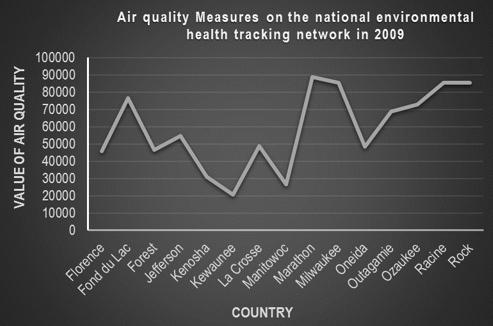 Air quality Measures on the national environmental
health tracking network in 2009
VALUE OF AIR QUALITY
100000
90000
80000
70000
60000
50000
40000
30000
20000
10000
0
Florence
Fond du Lac
Forest
Jefferson
Kenosha
Kewaunee
La Crosse
Manitowoc
Marathon
Milwaukee
Oneida
Outagamie
Ozaukee
Racine
Rock
COUNTRY